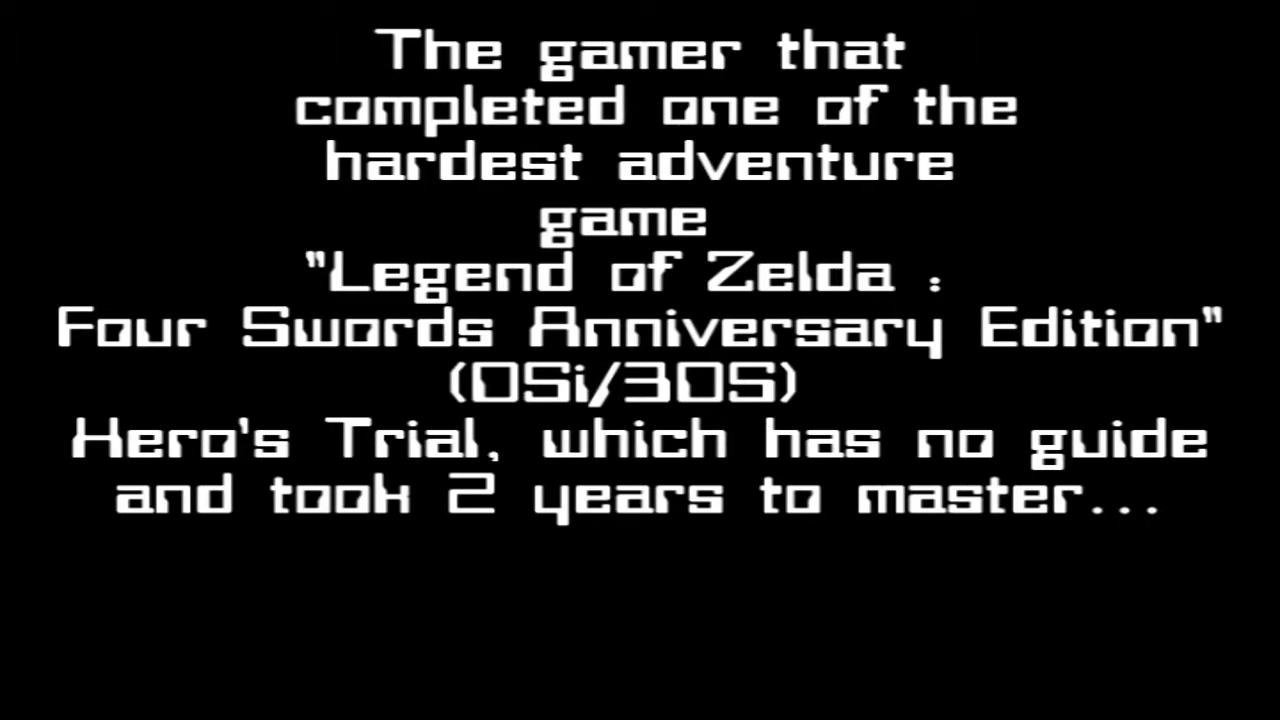 The gamer that
completed one of the
hardest adventure
game
"Legend of Zelda :
Four Swords Anniversary Edition"
(DSi/3DS)
Hero's Trial, which has no guide
and took 2 years to master...